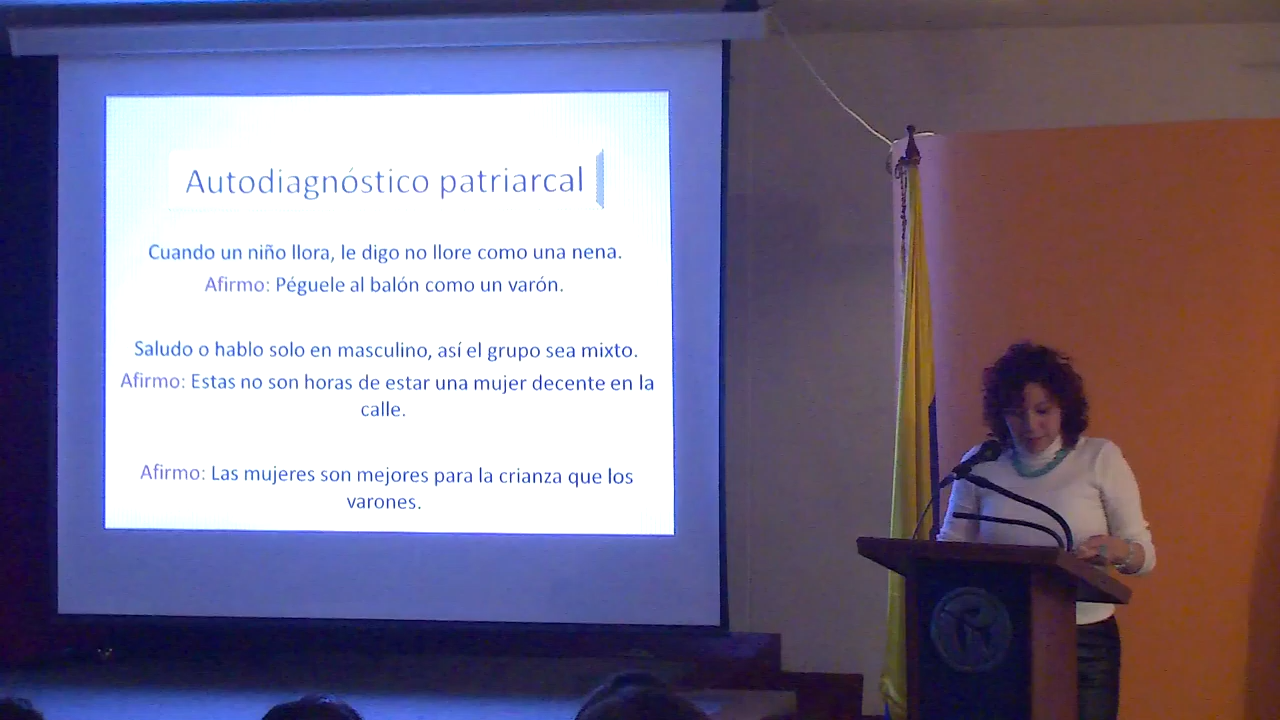 Autodiagnóstico patriarcal
Cuando un niño llora, le digo no llore como una nena.
Afirmo: Péguele al balón como un varón.
Saludo o hablo solo en masculino, así el grupo sea mixto.
Afirmo: Estas no son horas de estar una mujer decente en la
calle.
Afirmo: Las mujeres son mejores para la crianza que los
varones.